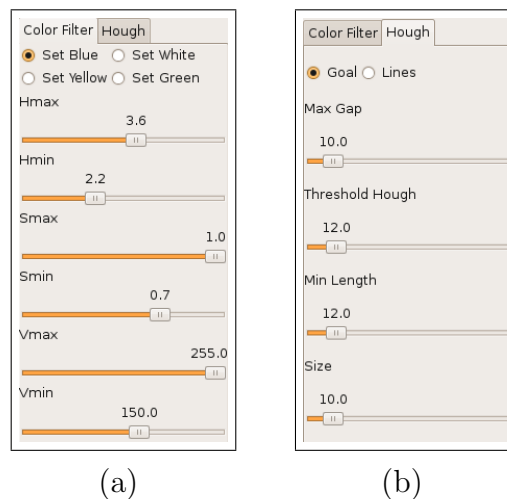 Color Filter Hough
Set Blue Set White
Set Yellow Set Green
Hmax
3.6
Hmin
2.2
Smax
1.0
Smin
0.7
Vmax
255.0
Vmin
150.0
(a)
Color Filter Hough
Goal Lines
Max Gap
10.0
Threshold Hough
12.0
Min Length
12.0
Size
10.0
(b)